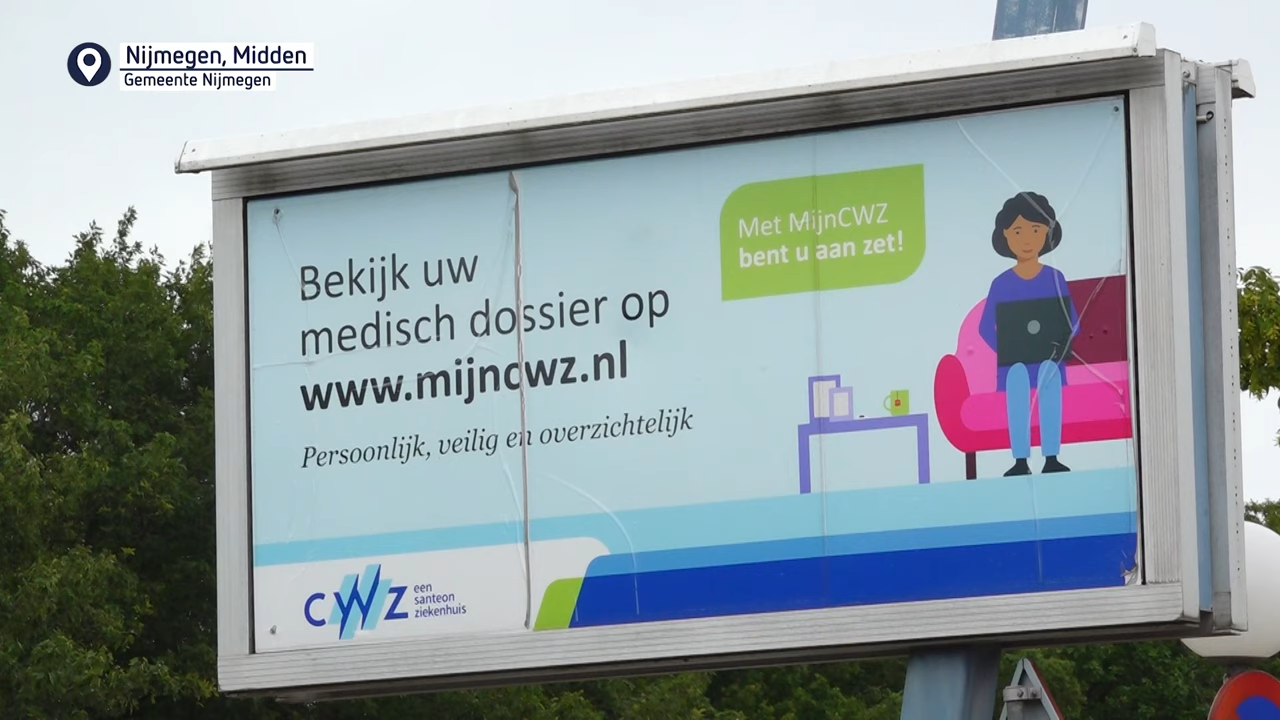 Nijmegen, Midden
Gemeente Nijmegen
Met MijnCWZ
bent u aan zet!
Bekijk uw
medisch dossier op
www.mijncwz.nl
Persoonlijk, veilig en overzichtelijk
CWZ
een
santeon
ziekenhuis